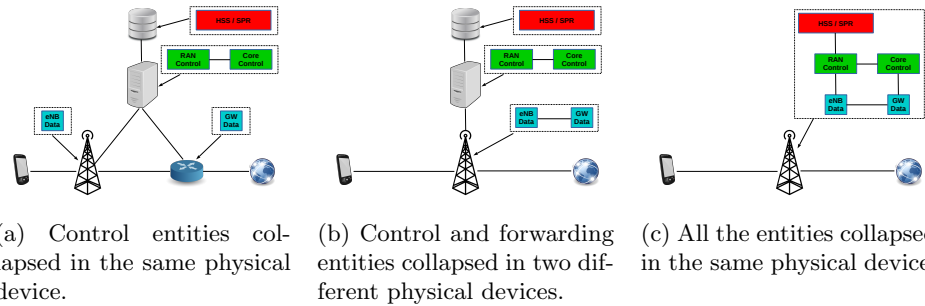 HSS / SPR
RAN Control
Core Control
eNB Data
GW Data
HSS / SPR
RAN Control
Core Control
eNB Data
GW Data
HSS / SPR
RAN Control
Core Control
eNB Data
GW Data
(a) Control entities col-
lapsed in the same physical
device.
(b) Control and forwarding
entities collapsed in two dif-
ferent physical devices.
(c) All the entities collapsed
in the same physical device